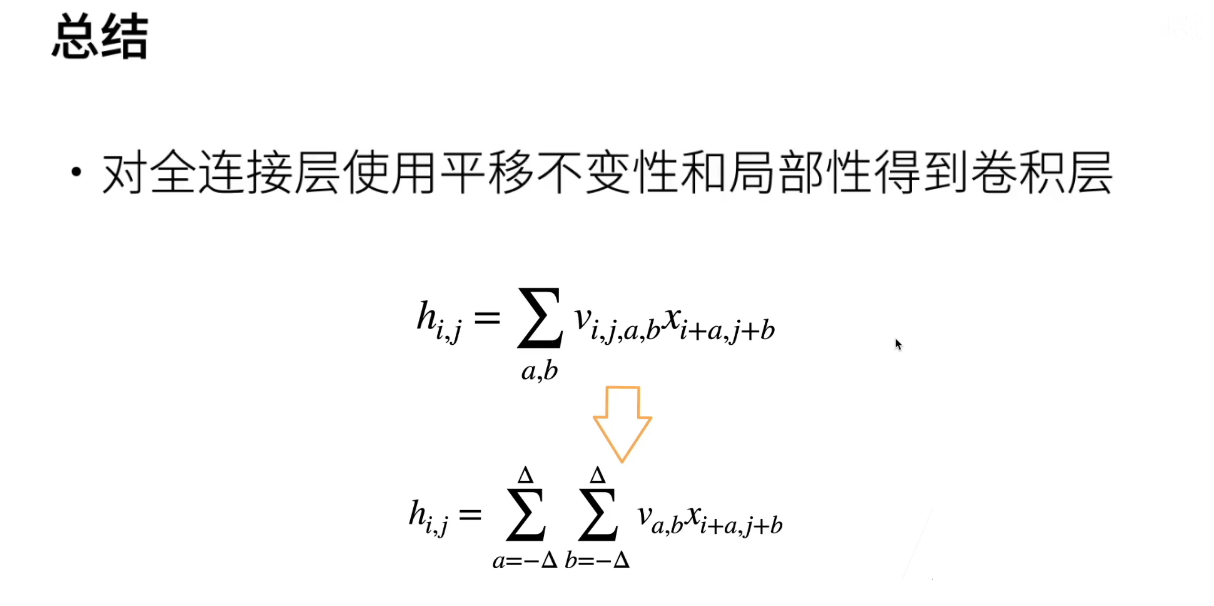 总结
• 对全连接层使用平移不变性和局部性得到卷积层
h_{i,j} = \sum_{a,b} v_{i,j,a,b} x_{i+a,j+b}
h_{i,j} = \sum_{a=-\Delta}^{\Delta} \sum_{b=-\Delta}^{\Delta} v_{a,b} x_{i+a,j+b}